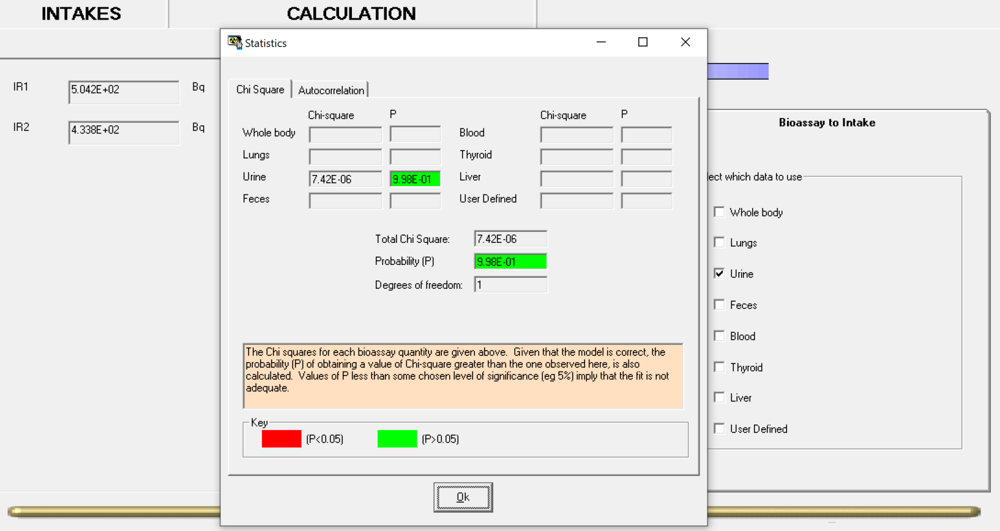 INTAKES CALCULATION
Statistics
IR1 5.042E+02 Bq
IR2 4.338E+02 Bq
Chi Square Autocorrelation
Chi-square P Chi-square P
Whole body Blood
Lungs Thyroid
Urine 7.42E-06 9.98E-01 Liver
Feces User Defined
Total Chi Square: 7.42E-06
Probability (P) 9.98E-01
Degrees of freedom: 1
The Chi squares for each bioassay quantity are given above. Given that the model is correct, the
probability (P) of obtaining a value of Chi-square greater than the one observed here, is also
calculated. Values of P less than some chosen level of significance (eg 5%) imply that the fit is not
adequate.
Key
(P<0.05) (P>0.05)
Ok
Bioassay to Intake
lect which data to use
Whole body
Lungs
Urine
Feces
Blood
Thyroid
Liver
User Defined